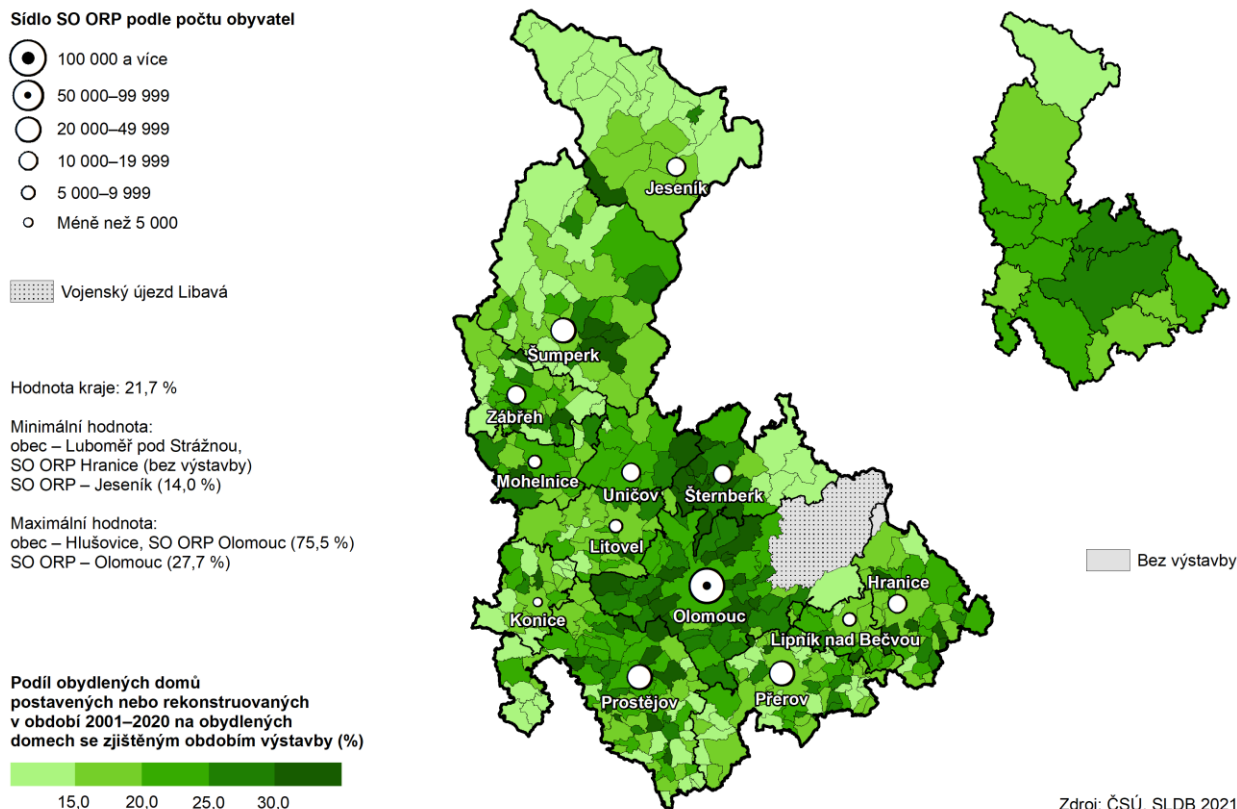 Sídlo SO ORP podle počtu obyvatel
100 000 a více
50 000–99 999
20 000–49 999
10 000–19 999
5 000–9 999
Méně než 5 000
Vojenský újezd Libavá
Hodnota kraje: 21,7 %
Minimální hodnota:
obec – Luboměř pod Strážnou,
SO ORP Hranice (bez výstavby)
SO ORP – Jeseník (14,0 %)
Maximální hodnota:
obec – Hlušovice, SO ORP Olomouc (75,5 %)
SO ORP – Olomouc (27,7 %)
Podíl obydlených domů
postavených nebo rekonstruovaných
v období 2001–2020 na obydlených
domech se zjištěným obdobím výstavby (%)
15,0 20,0 25,0 30,0
Jeseník
Šumperk
Zábřeh
Mohelnice
Uničov
Šternberk
Litovel
Olomouc
Hranice
Konice
Lipník nad Bečvou
Prostějov
Přerov
Bez výstavby
Zdroj: ČSÚ, SLDB 2021